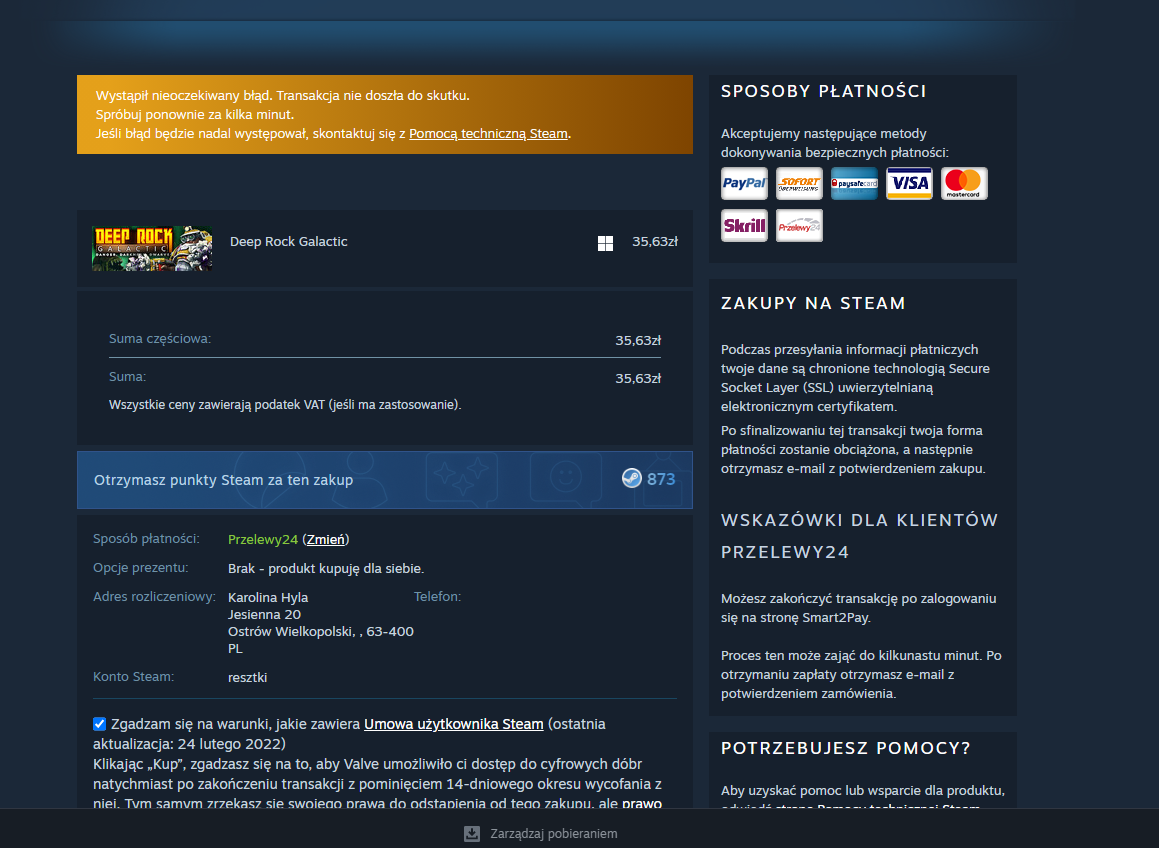 Wystąpił nieoczekiwany błąd. Transakcja nie doszła do skutku.
Spróbuj ponownie za kilka minut.
Jeśli błąd będzie nadal występował, skontaktuj się z Pomocą techniczną Steam.
DEEP ROCK
GALACTIC
Deep Rock Galactic
35,63zł
Suma częściowa:
35,63zł
Suma:
35,63zł
Wszystkie ceny zawierają podatek VAT (jeśli ma zastosowanie).
Otrzymasz punkty Steam za ten zakup
873
Sposób płatności:
Przelewy24 (Zmień)
Opcje prezentu:
Brak - produkt kupuję dla siebie.
Adres rozliczeniowy:
Karolina Hyla
Jesienna 20
Ostrów Wielkopolski, , 63-400
PL
Telefon:
Konto Steam:
resztki
Zgadzam się na warunki, jakie zawiera Umowa użytkownika Steam (ostatnia
aktualizacja: 24 lutego 2022)
Klikając „Kup”, zgadzasz się na to, aby Valve umożliwiło ci dostęp do cyfrowych dóbr
natychmiast po zakończeniu transakcji z pominięciem 14-dniowego okresu wycofania z
niej. Tym samym zrzekasz się swojego prawa do odstąpienia od tego zakupu, ale prawo
SPOSOBY PŁATNOŚCI
Akceptujemy następujące metody
dokonywania bezpiecznych płatności:
PayPal
SOFORT
ÜBERWEISUNG
paysafecard
VISA
mastercard
Skrill
Przelewy24
ZAKUPY NA STEAM
Podczas przesyłania informacji płatniczych
twoje dane są chronione technologią Secure
Socket Layer (SSL) uwierzytelnianą
elektronicznym certyfikatem.
Po sfinalizowaniu tej transakcji twoja forma
płatności zostanie obciążona, a następnie
otrzymasz e-mail z potwierdzeniem zakupu.
WSKAZÓWKI DLA KLIENTÓW
PRZELEWY24
Możesz zakończyć transakcję po zalogowaniu
się na stronę Smart2Pay.
Proces ten może zająć do kilkunastu minut. Po
otrzymaniu zapłaty otrzymasz e-mail z
potwierdzeniem zamówienia.
POTRZEBUJESZ POMOCY?
Aby uzyskać pomoc lub wsparcie dla produktu,
odwiedź stronę Pomocy technicznej Steam
Zarządzaj pobieraniem